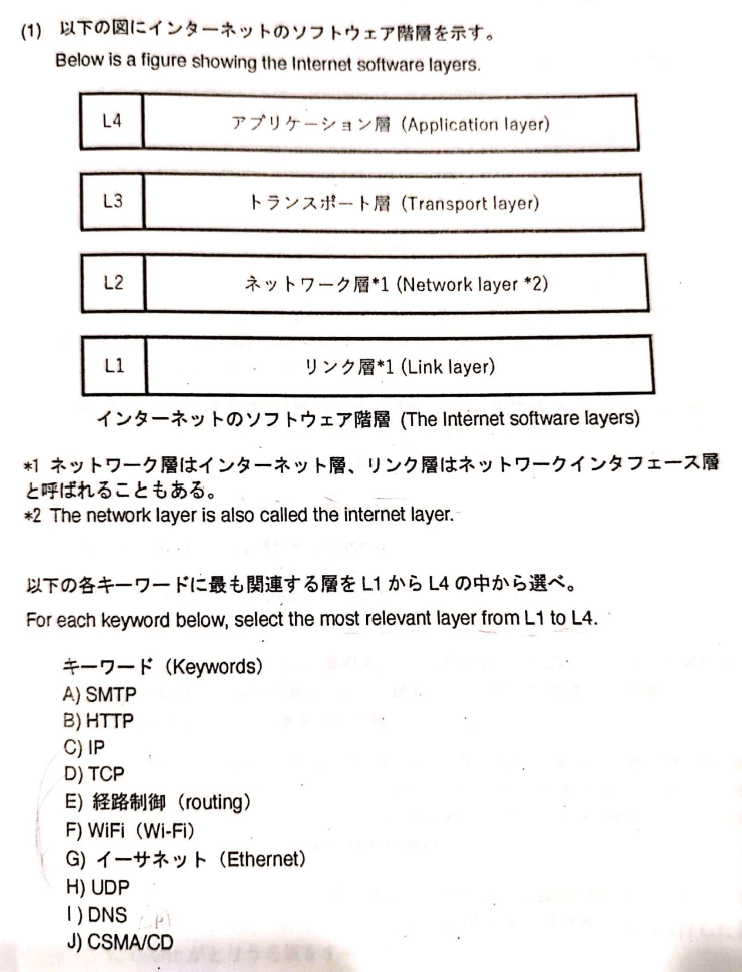 (1) 以下の図にインターネットのソフトウェア階層を示す。
Below is a figure showing the Internet software layers.
L4 アプリケーション層 (Application layer)
L3 トランスポート層 (Transport layer)
L2 ネットワーク層*1 (Network layer *2)
L1 リンク層*1 (Link layer)
インターネットのソフトウェア階層 (The Internet software layers)
*1 ネットワーク層はインターネット層、リンク層はネットワークインタフェース層
と呼ばれることもある。
*2 The network layer is also called the internet layer.
以下の各キーワードに最も関連する層を L1 から L4 の中から選べ。
For each keyword below, select the most relevant layer from L1 to L4.
キーワード (Keywords)
A) SMTP
B) HTTP
C) IP
D) TCP
E) 経路制御 (routing)
F) WiFi (Wi-Fi)
G) イーサネット (Ethernet)
H) UDP
I) DNS
J) CSMA/CD